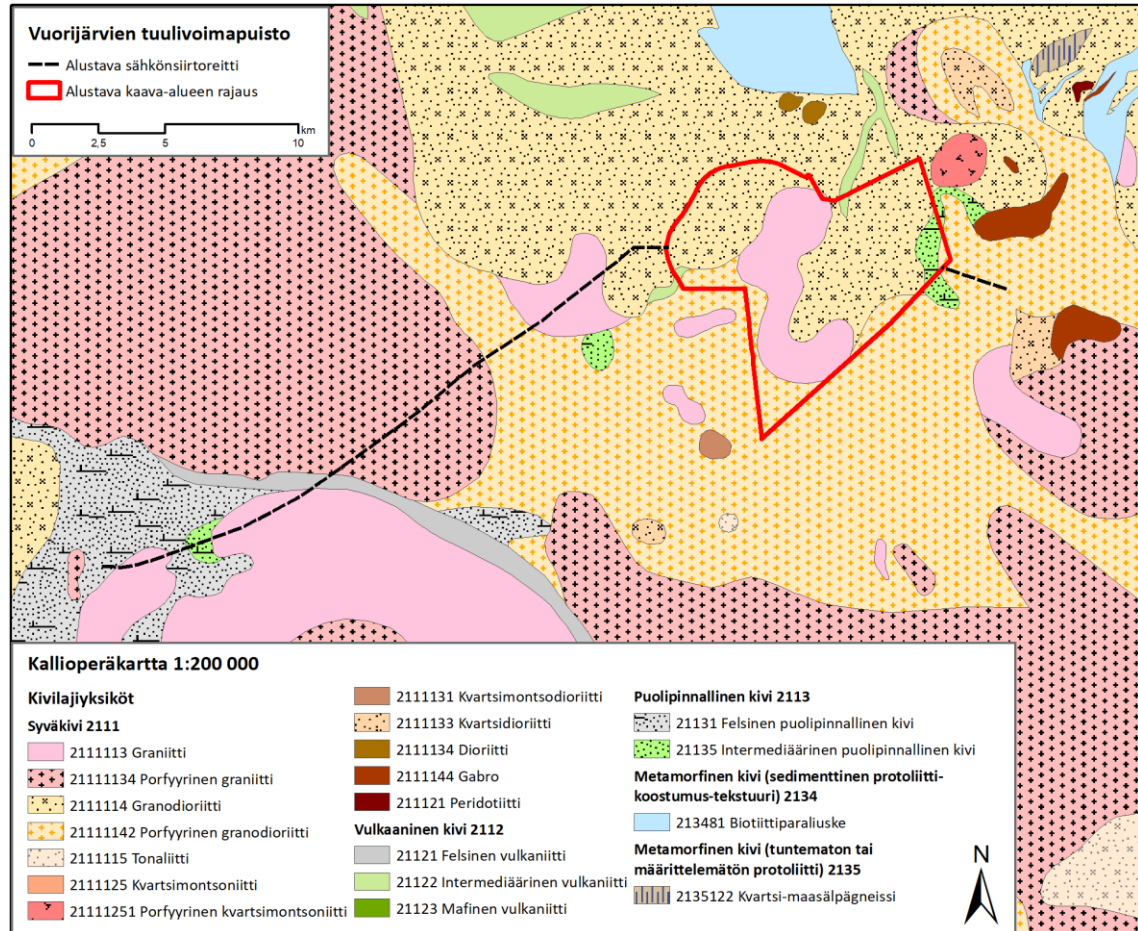 Vuorijärvien tuulivoimapuisto
Alustava sähkönsiirtoreitti
Alustava kaava-alueen rajaus
km
0 2,5 5 10
Kallioperäkartta 1:200 000
Kivilajiyksiköt
Syväkivi 2111
2111113 Graniitti
21111134 Porfyyrinen graniitti
2111114 Granodioriitti
21111142 Porfyyrinen granodioriitti
2111115 Tonaliitti
2111125 Kvartsimontsoniitti
21111251 Porfyyrinen kvartsimontsoniitti
2111131 Kvartsimontsodioriitti
2111133 Kvartsidioriitti
2111134 Dioriitti
2111144 Gabro
211121 Peridotiitti
Vulkaaninen kivi 2112
21121 Felsinen vulkaniitti
21122 Intermediäärinen vulkaniitti
21123 Mafinen vulkaniitti
Puolipinnallinen kivi 2113
21131 Felsinen puolipinnallinen kivi
21135 Intermediäärinen puolipinnallinen kivi
Metamorfinen kivi (sedimenttinen protoliitti-
koostumus-tekstuuri) 2134
213481 Biotiittiparaliuske
Metamorfinen kivi (tuntematon tai
määrittelemätön protoliitti) 2135
2135122 Kvartsi-maasälpägneissi
N